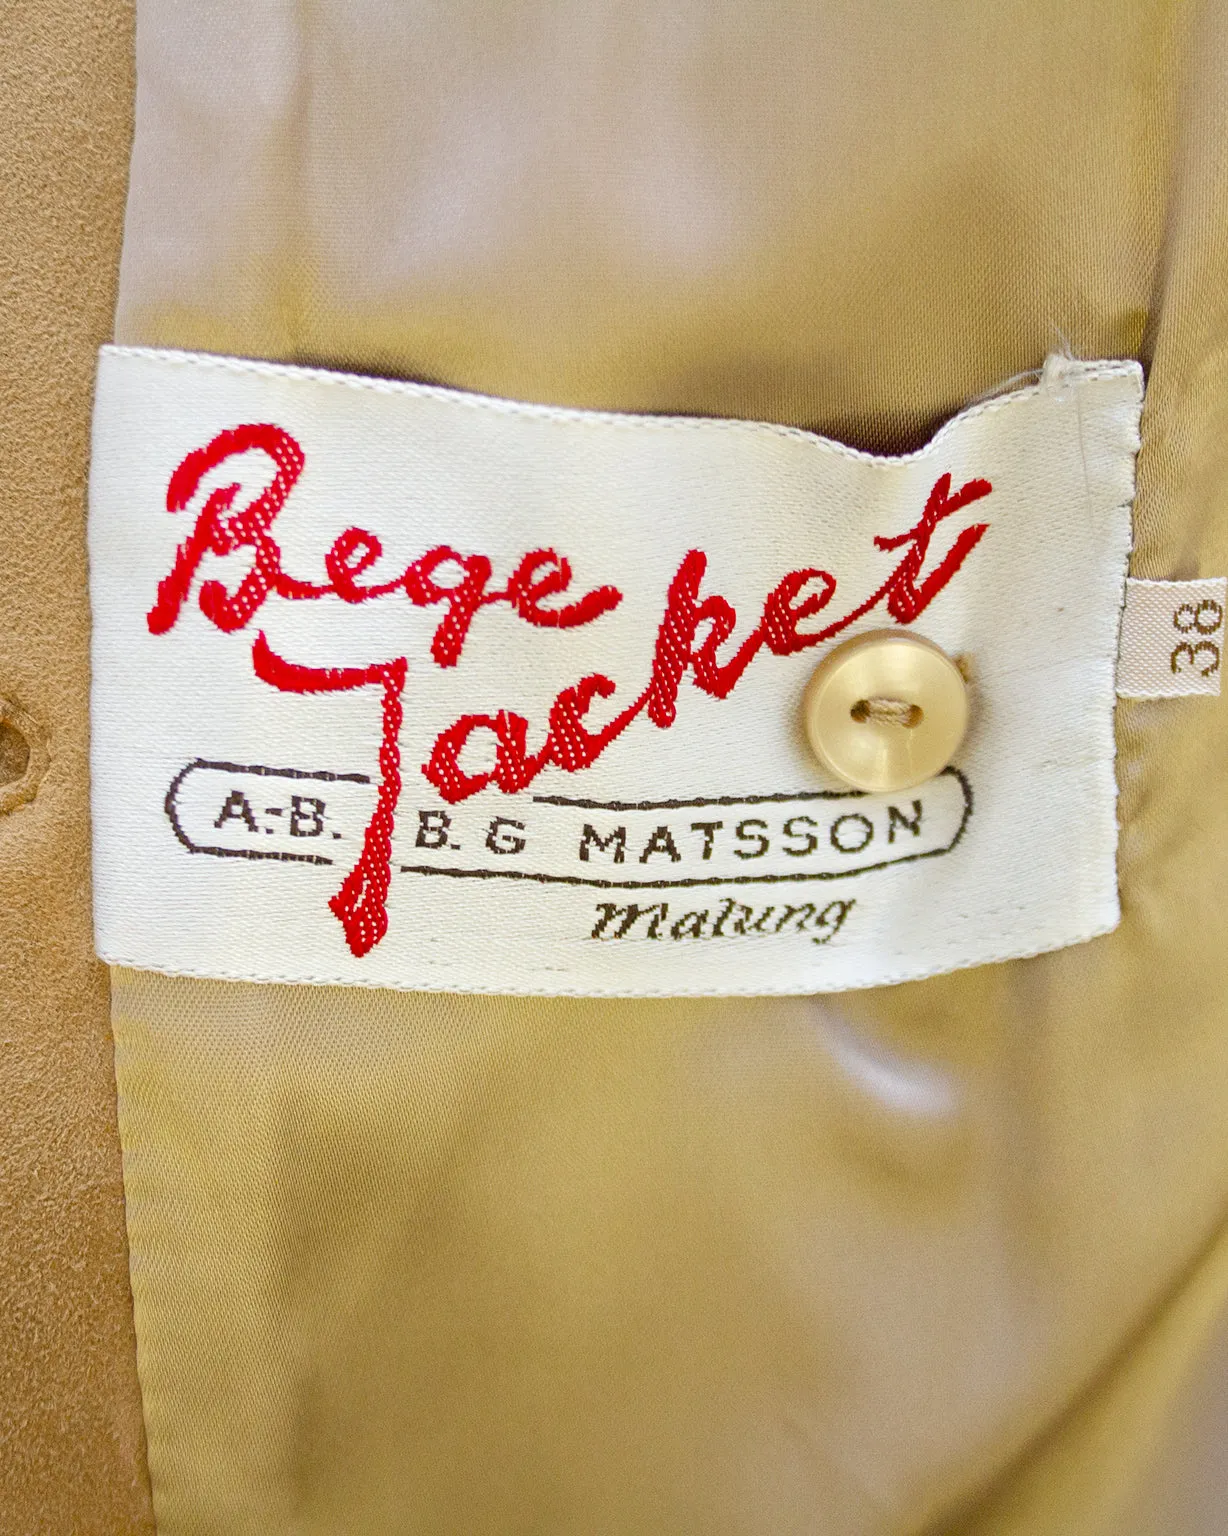 Bege
Jacket
A.-B. B.G MATSSON
Malung
38